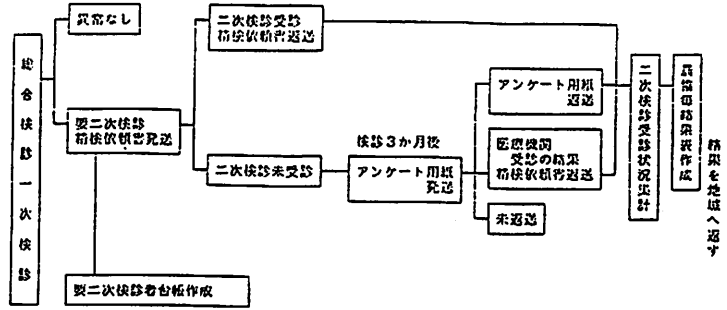 総合検診一次検診
異常なし
要二次検診
精検依頼書発送
要二次検診者台帳作成
二次検診受診
精検依頼書返送
二次検診未受診
検診3か月後
アンケート用紙
発送
アンケート用紙
返送
医療機関
受診の結果
精検依頼書返送
未返送
二次検診受診状況集計
結果表作成
結果を地域へ返す